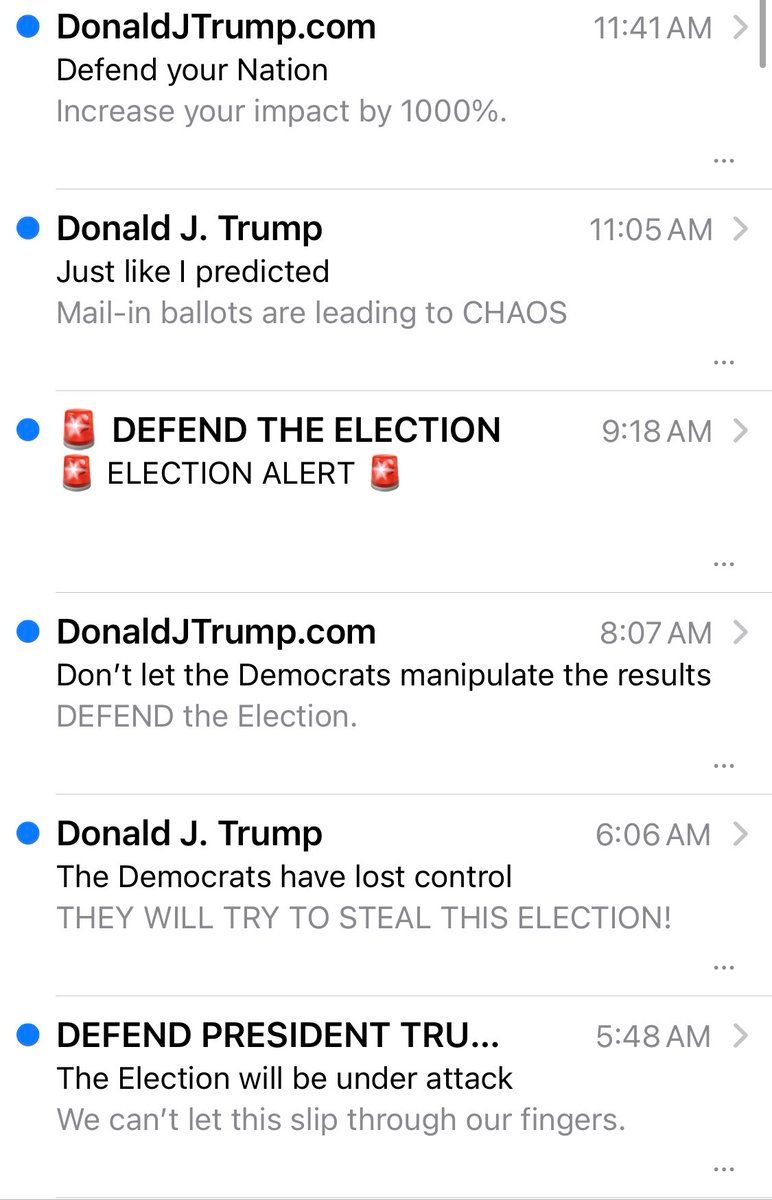 DonaldJTrump.com 11:41 AM
Defend your Nation
Increase your impact by 1000%.
...
Donald J. Trump 11:05 AM
Just like I predicted
Mail-in ballots are leading to CHAOS
...
🚨 DEFEND THE ELECTION 9:18 AM
🚨 ELECTION ALERT 🚨
...
DonaldJTrump.com 8:07 AM
Don’t let the Democrats manipulate the results
DEFEND the Election.
...
Donald J. Trump 6:06 AM
The Democrats have lost control
THEY WILL TRY TO STEAL THIS ELECTION!
...
DEFEND PRESIDENT TRU... 5:48 AM
The Election will be under attack
We can’t let this slip through our fingers.
...